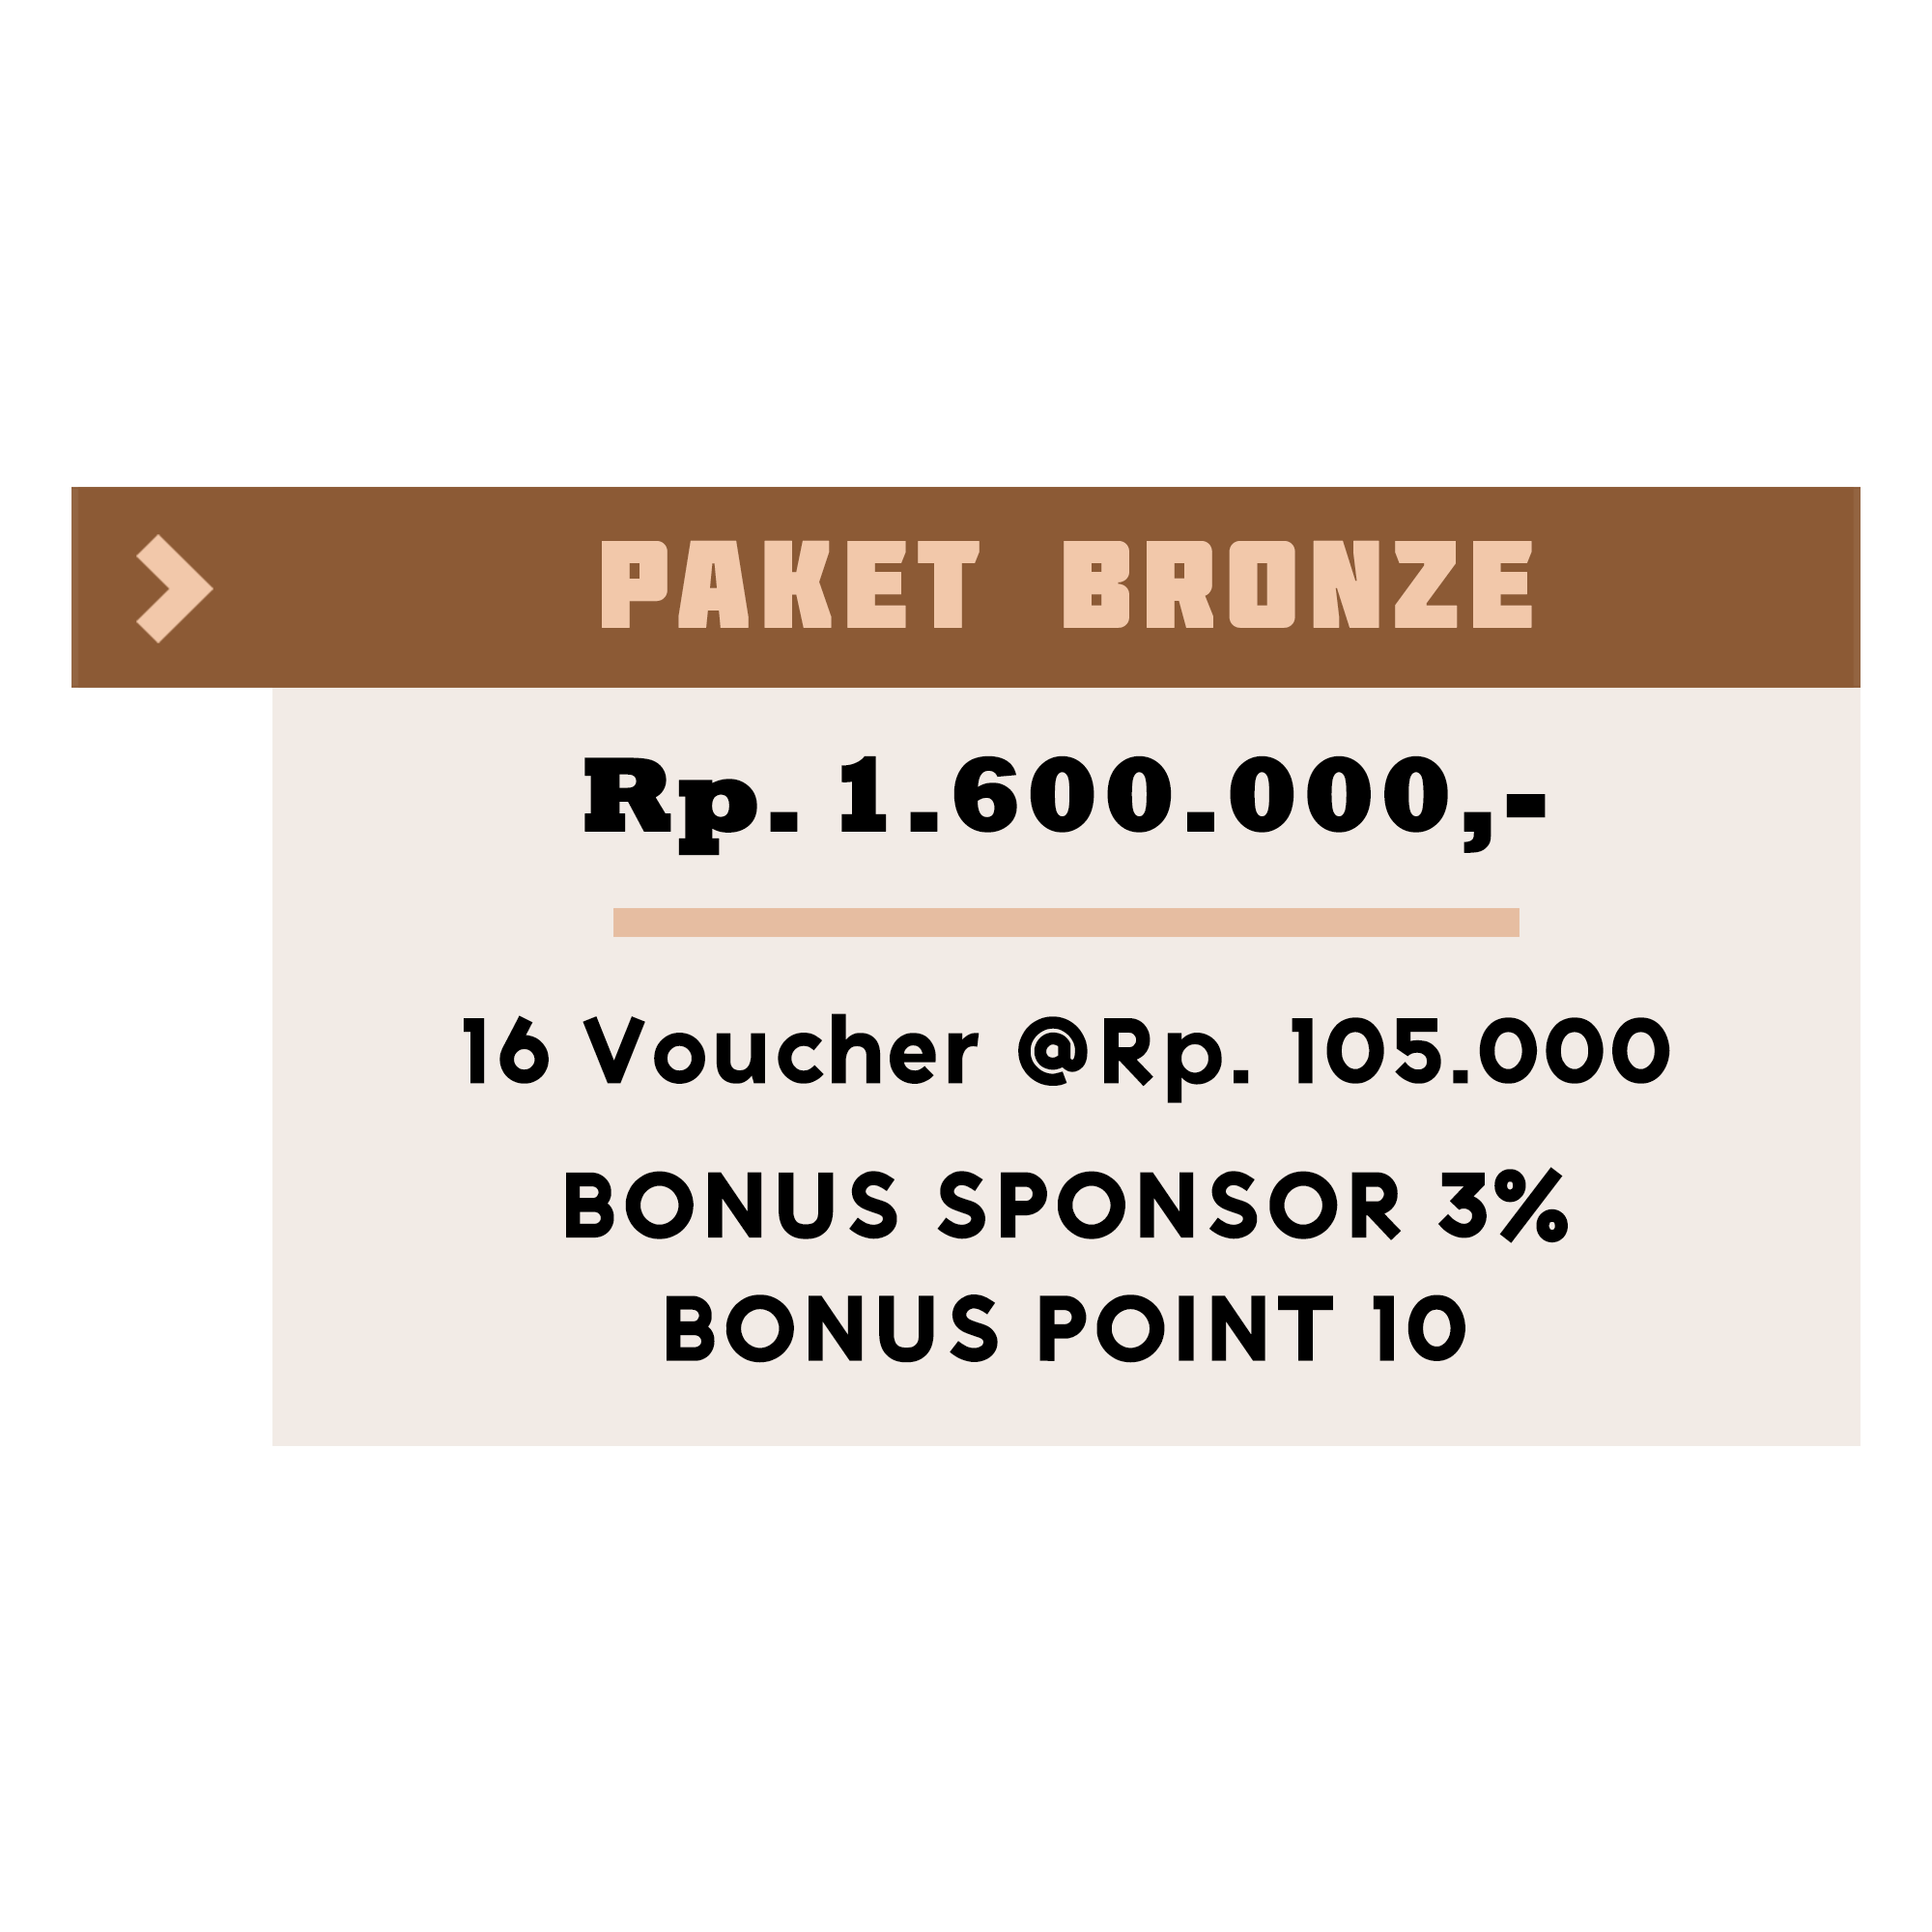 PAKET BRONZE
Rp. 1.600.000,-
16 Voucher @Rp. 105.000
BONUS SPONSOR 3%
BONUS POINT 10